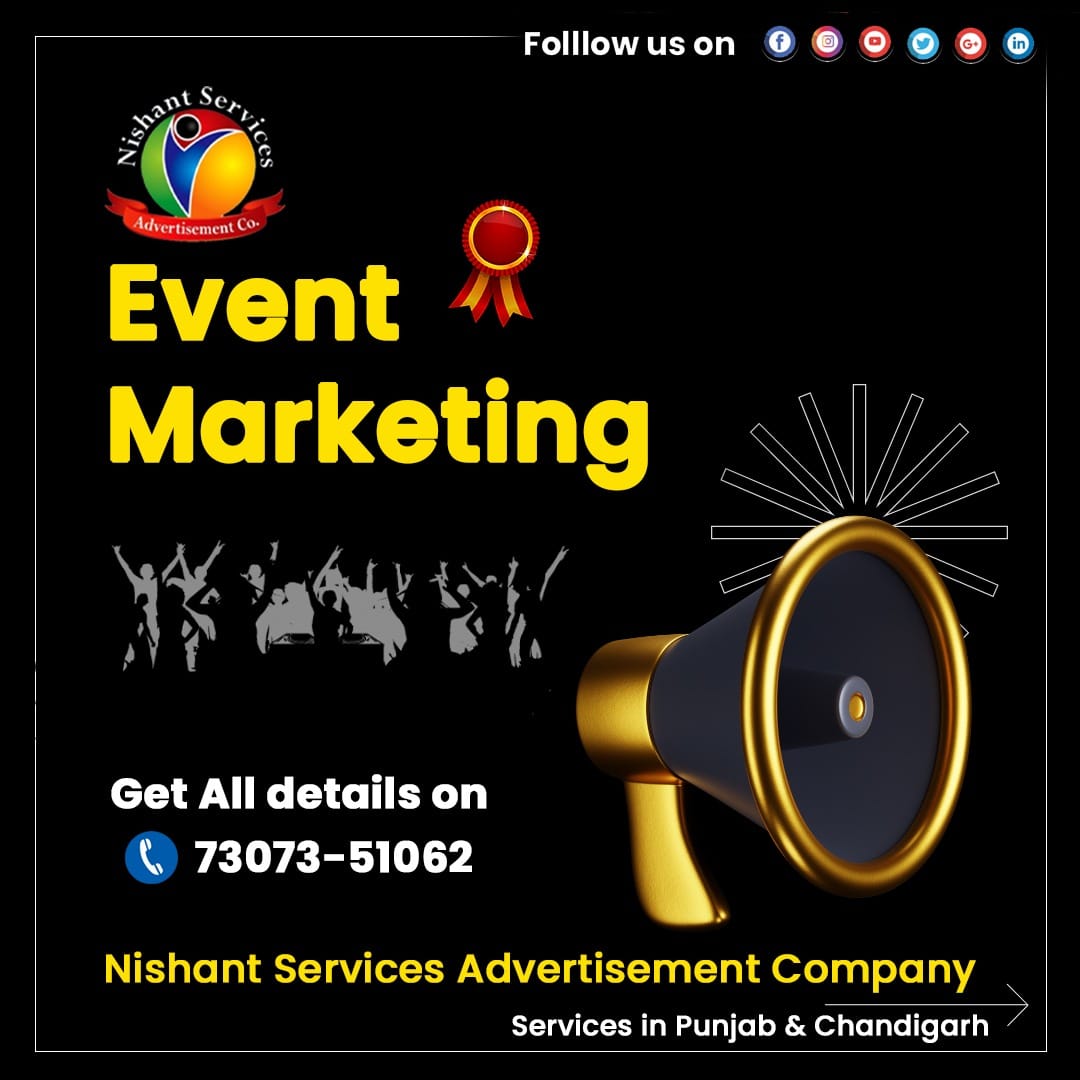 Folllow us on
Nishant Services
Advertisement Co.
Event
Marketing
Get All details on
73073-51062
Nishant Services Advertisement Company
Services in Punjab & Chandigarh